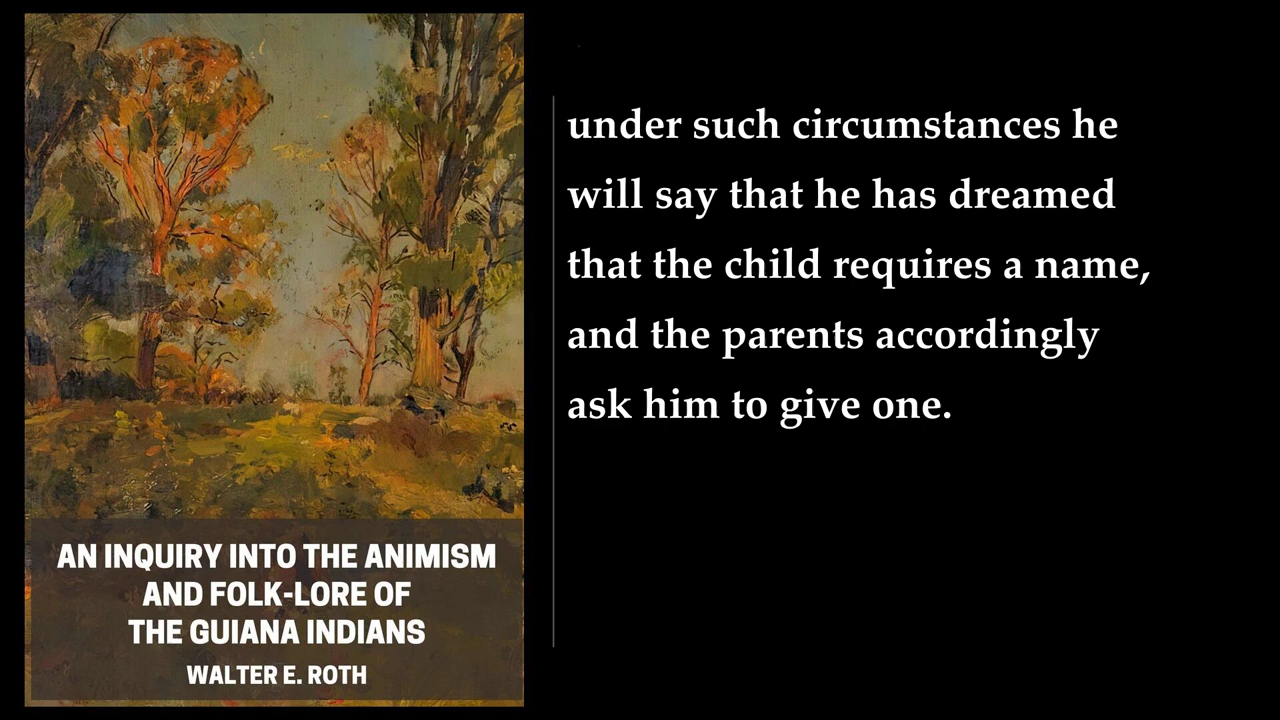 under such circumstances he
will say that he has dreamed
that the child requires a name,
and the parents accordingly
ask him to give one.
AN INQUIRY INTO THE ANIMISM
AND FOLK-LORE OF
THE GUIANA INDIANS
WALTER E. ROTH